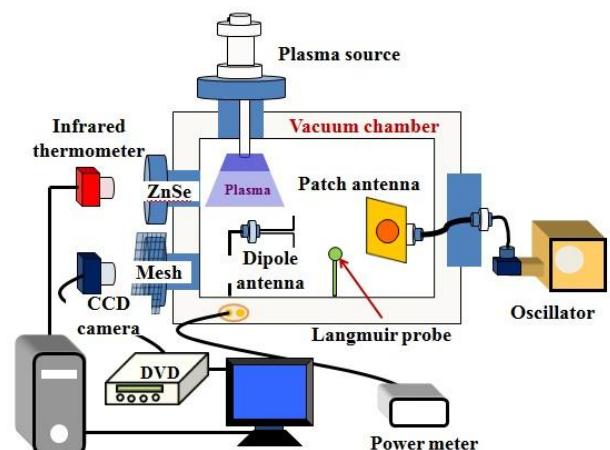 Plasma source
Infrared
thermometer
Vacuum chamber
ZnSe
Plasma
Patch antenna
Mesh
Dipole
antenna
CCD
camera
Langmuir probe
Oscillator
DVD
Power meter